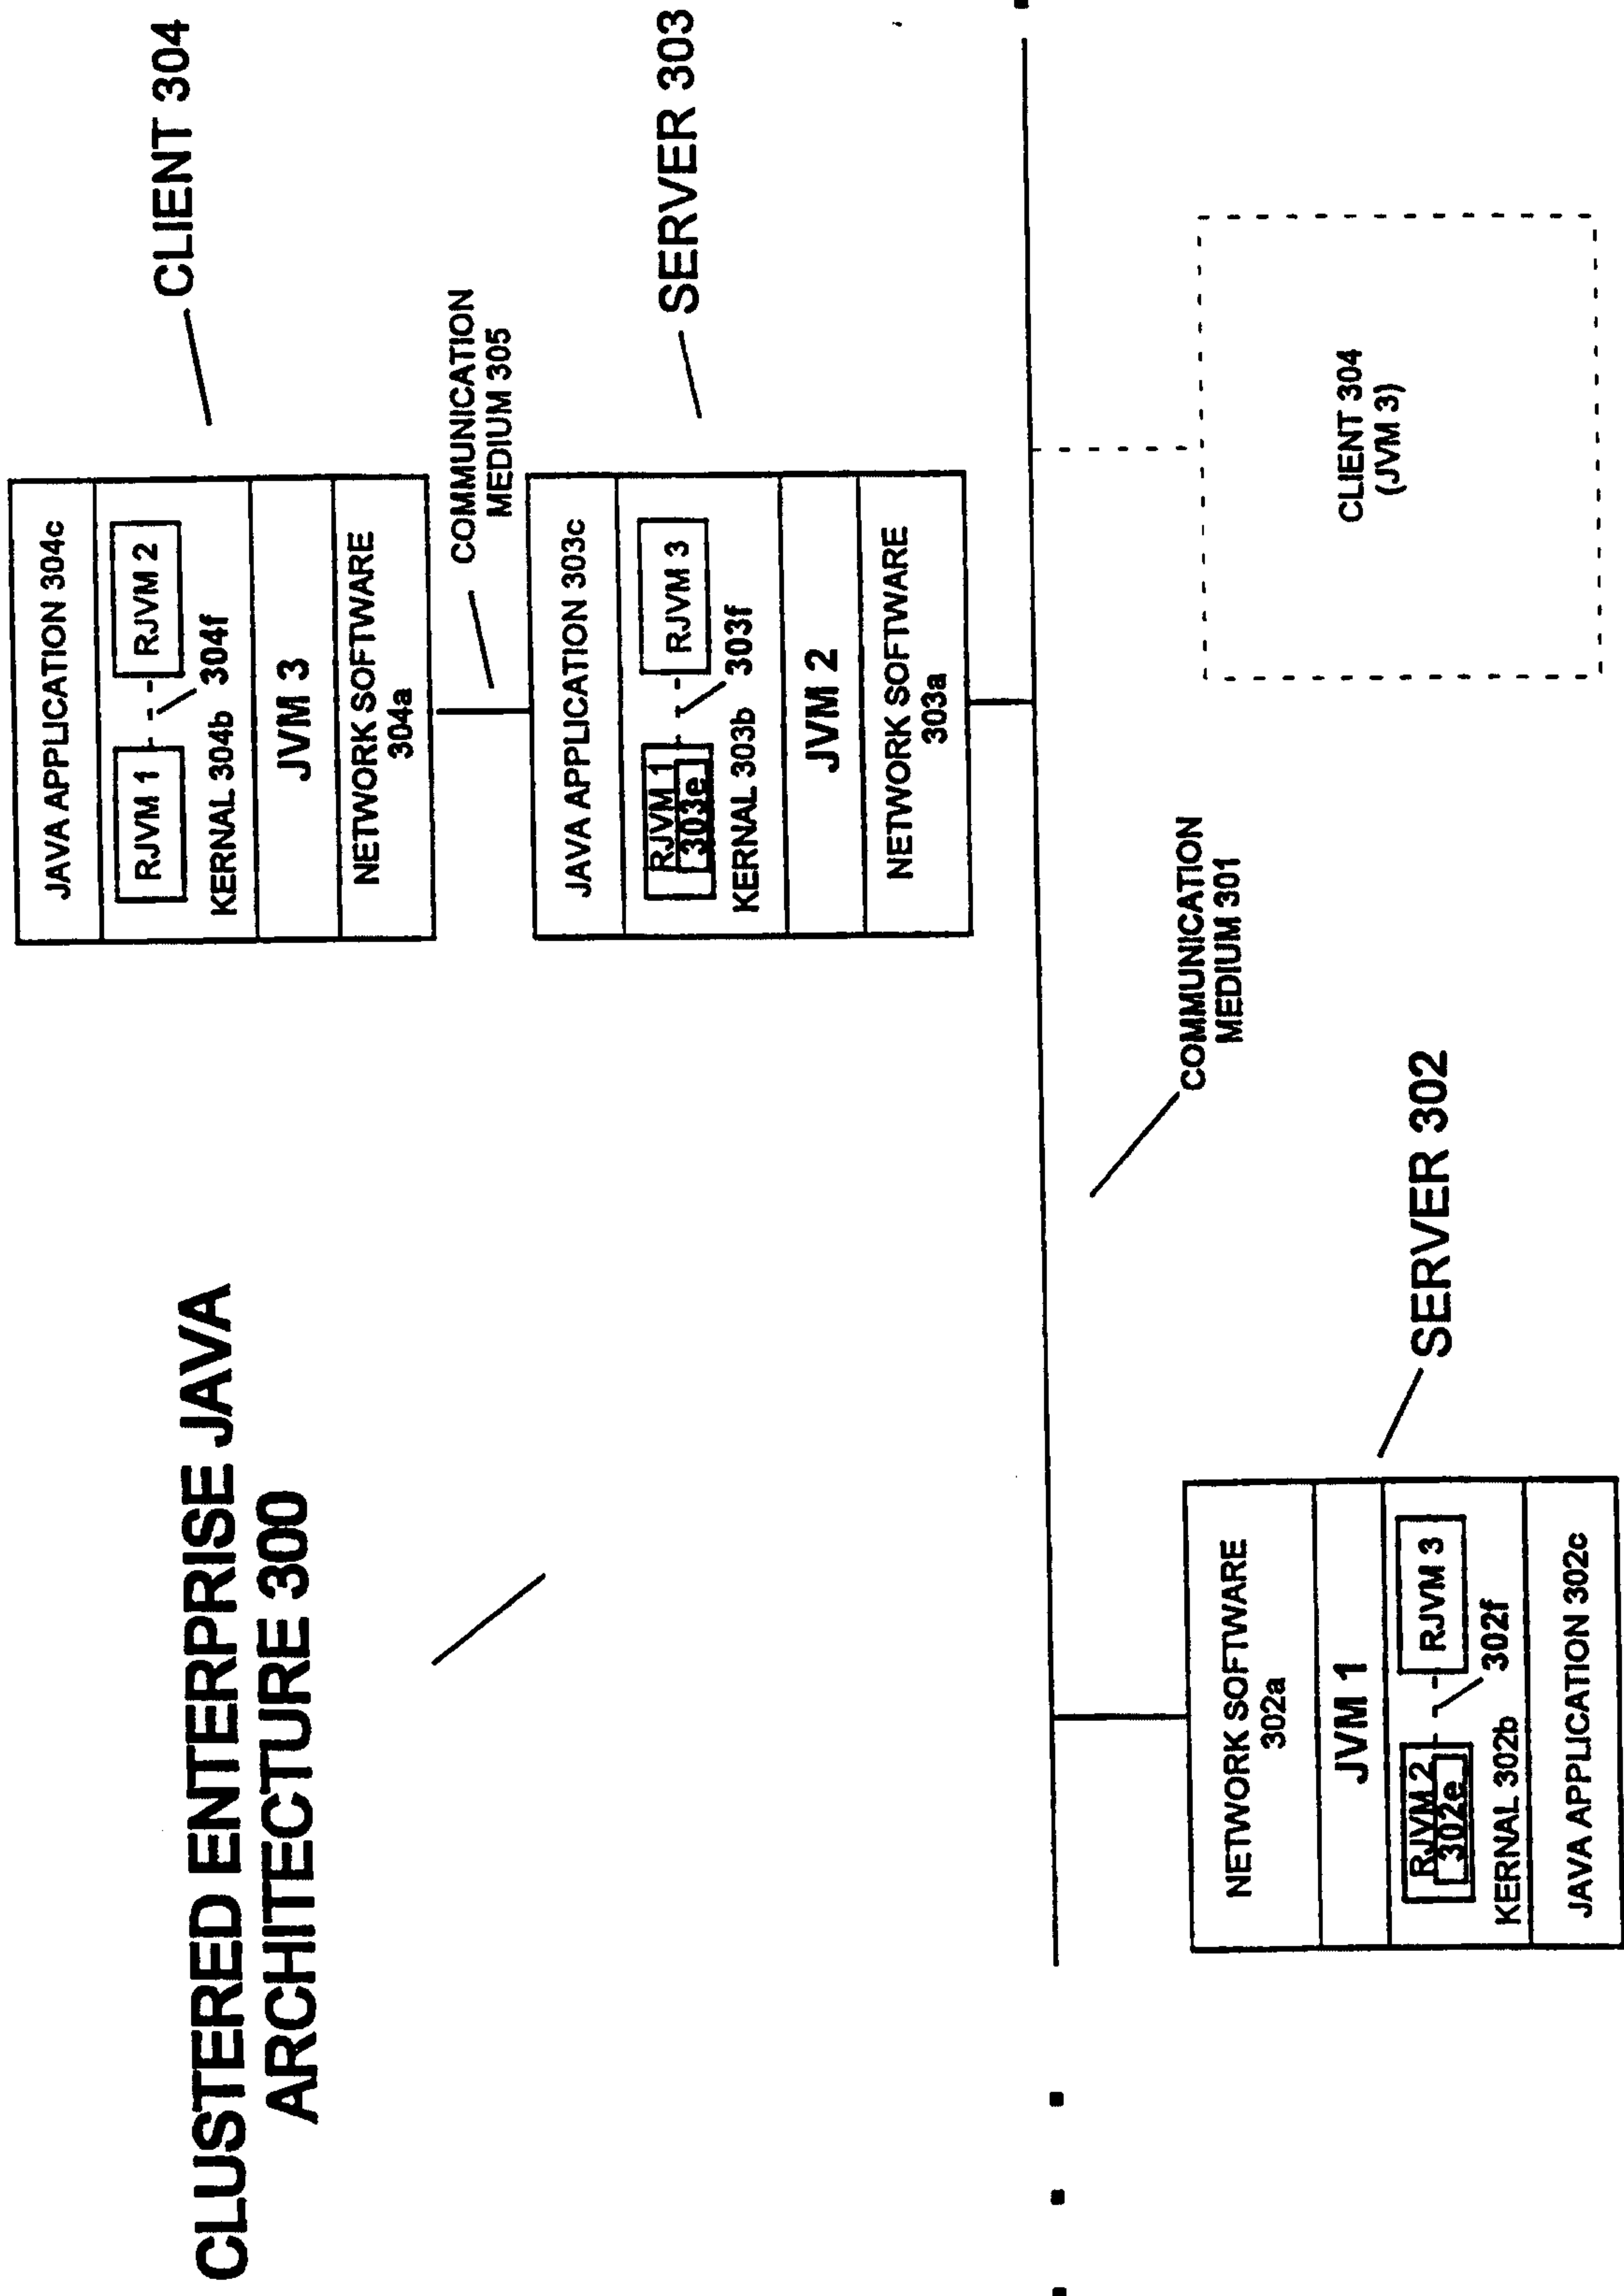 CLUSTERED ENTERPRISE JAVA
ARCHITECTURE 300
JAVA APPLICATION 304c
RJVM 1
RJVM 2
KERNAL 304b
304f
JVM 3
NETWORK SOFTWARE
304a
CLIENT 304
COMMUNICATION
MEDIUM 305
JAVA APPLICATION 303c
RJVM 1
303e
RJVM 3
KERNAL 303b
303f
JVM 2
NETWORK SOFTWARE
303a
SERVER 303
COMMUNICATION
MEDIUM 301
NETWORK SOFTWARE
302a
JVM 1
RJVM 2
302e
RJVM 3
KERNAL 302b
302f
JAVA APPLICATION 302c
SERVER 302
CLIENT 304
(JVM 3)